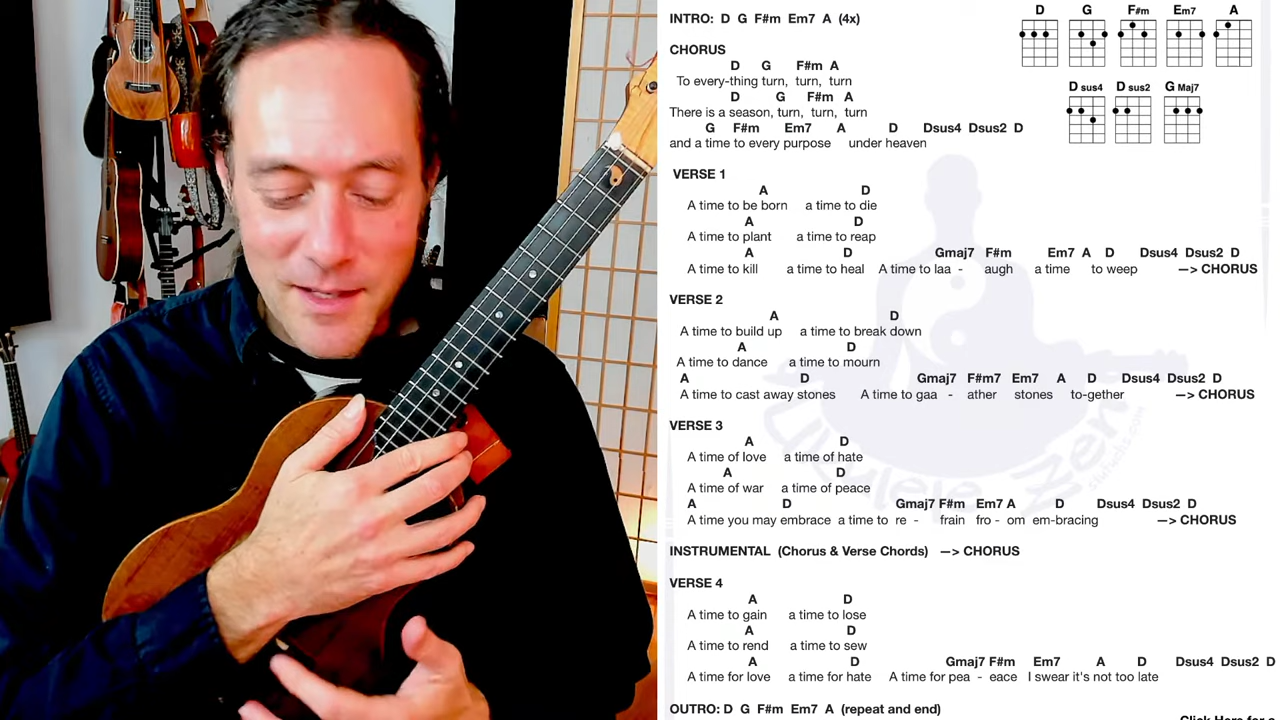 INTRO: D G F#m Em7 A (4x)
D G F#m Em7 A
CHORUS
D G F#m A
To every-thing turn, turn, turn
D sus4 D sus2 G Maj7
D G F#m A
There is a season, turn, turn, turn
G F#m Em7 A D Dsus4 Dsus2 D
and a time to every purpose under heaven
VERSE 1
A D
A time to be born a time to die
A D
A time to plant a time to reap
A D Gmaj7 F#m Em7 A D Dsus4 Dsus2 D
A time to kill a time to heal A time to laa - augh a time to weep —> CHORUS
VERSE 2
A D
A time to build up a time to break down
A D
A time to dance a time to mourn
A D Gmaj7 F#m7 Em7 A D Dsus4 Dsus2 D
A time to cast away stones A time to gaa - ather stones to-gether —> CHORUS
VERSE 3
A D
A time of love a time of hate
A D
A time of war a time of peace
A D Gmaj7 F#m Em7 A D Dsus4 Dsus2 D
A time you may embrace a time to re - frain fro - om em-bracing —> CHORUS
INSTRUMENTAL (Chorus & Verse Chords) —> CHORUS
VERSE 4
A D
A time to gain a time to lose
A D
A time to rend a time to sew
A D Gmaj7 F#m Em7 A D Dsus4 Dsus2 D
A time for love a time for hate A time for pea - eace I swear it's not too late
OUTRO: D G F#m Em7 A (repeat and end)
Click Here for a
Ukulele Zen